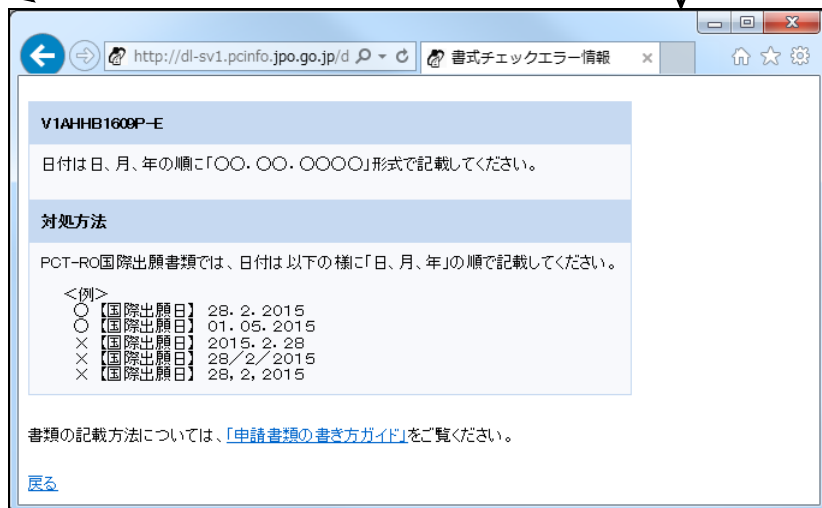 http://dl-sv1.pcinfo.jpo.go.jp/d
書式チェックエラー情報
V1AHHB1609P-E
日付は日、月、年の順に「○○．○○．○○○○」形式で記載してください。
対処方法
PCT-RO国際出願書類では、日付は以下の様に「日、月、年」の順で記載してください。
＜例＞
○【国際出願日】 28．2．2015
○【国際出願日】 01．05．2015
×【国際出願日】 2015．2．28
×【国際出願日】 28／2／2015
×【国際出願日】 28，2，2015
書類の記載方法については、「申請書類の書き方ガイド」をご覧ください。
戻る